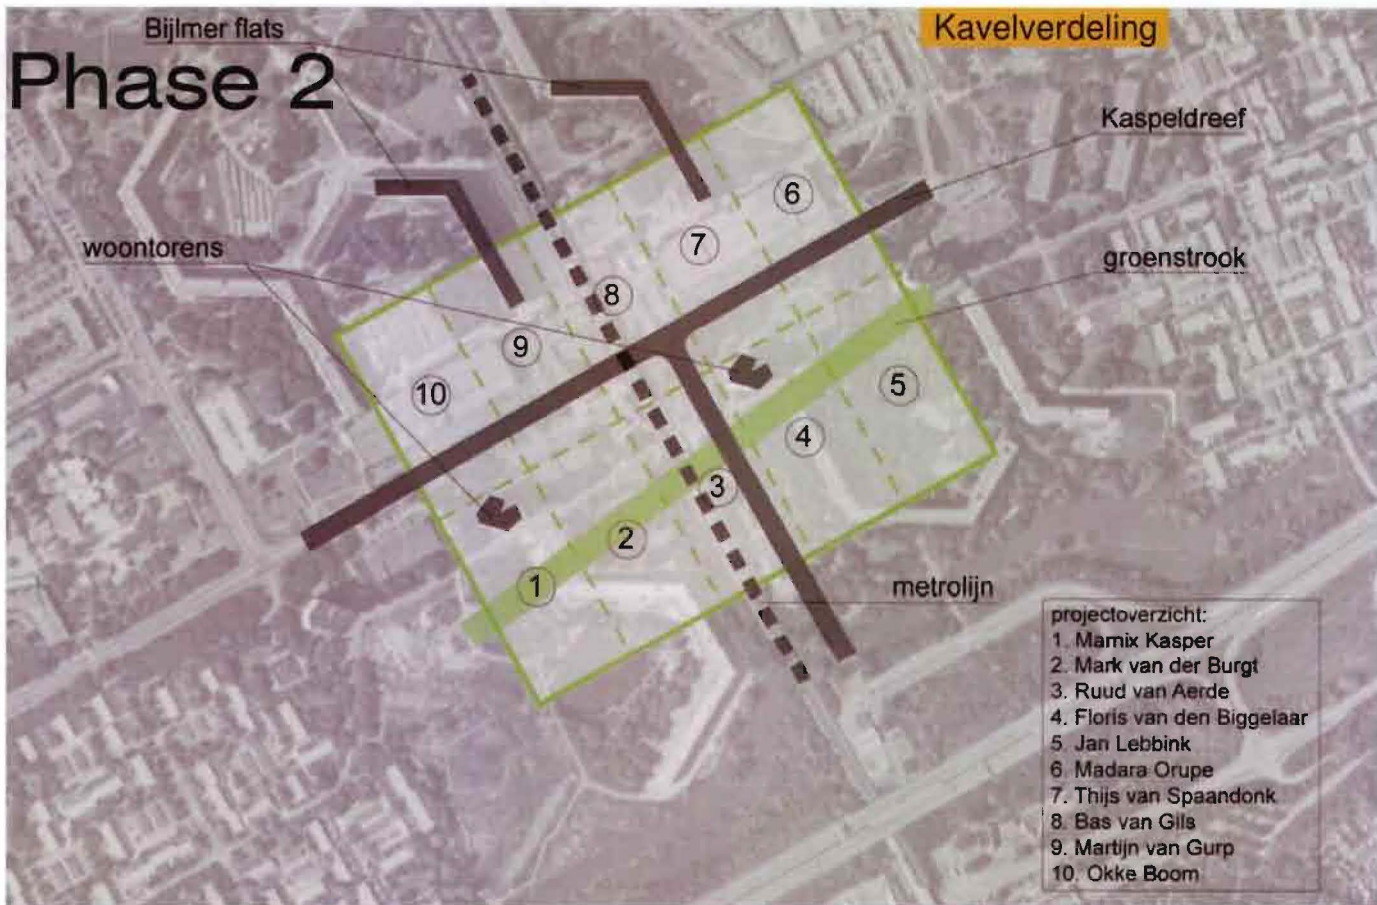 Bijlmer flats
Kavelverdeling
Phase 2
Kaspeldreef
woontorens
groenstrook
6
7
8
9
10
5
4
3
2
1
metrolijn
projectoverzicht:
1. Marnix Kasper
2. Mark van der Burgt
3. Ruud van Aerde
4. Floris van den Biggelaar
5. Jan Lebbink
6. Madara Orupe
7. Thijs van Spaandonk
8. Bas van Gils
9. Martijn van Gurp
10. Okke Boom